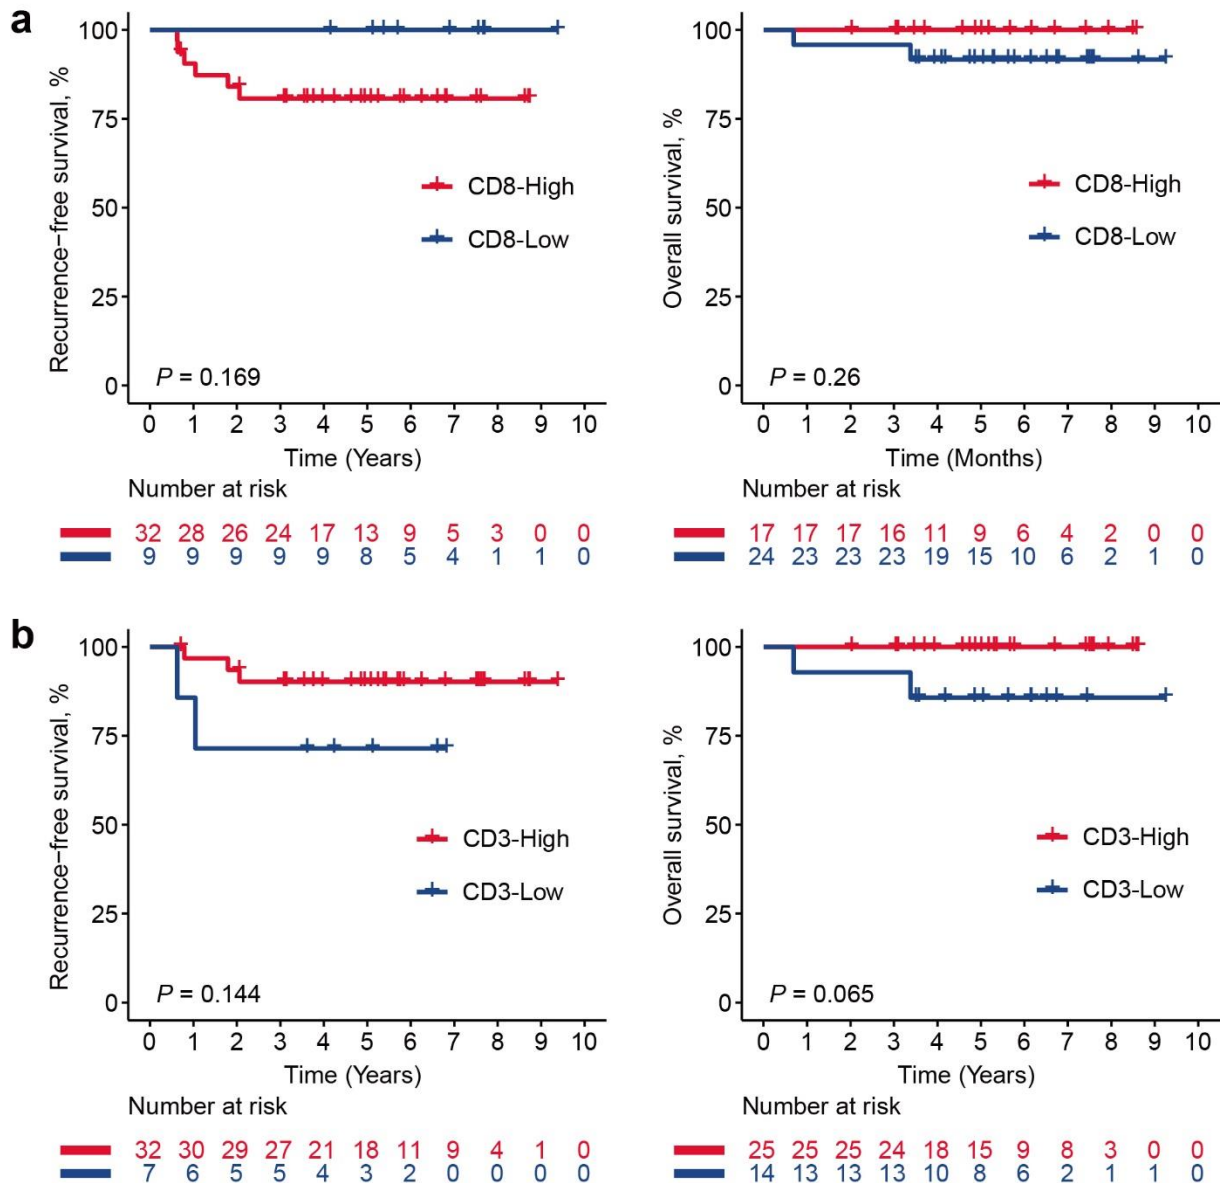 a
Recurrence-free survival, %
100
75
50
25
0
CD8-High
CD8-Low
P = 0.169
0 1 2 3 4 5 6 7 8 9 10
Time (Years)
Number at risk
32 28 26 24 17 13 9 5 3 0 0
9 9 9 9 9 8 5 4 1 1 0
Overall survival, %
100
75
50
25
0
CD8-High
CD8-Low
P = 0.26
0 1 2 3 4 5 6 7 8 9 10
Time (Months)
Number at risk
17 17 17 16 11 9 6 4 2 0 0
24 23 23 23 19 15 10 6 2 1 0
b
Recurrence-free survival, %
100
75
50
25
0
CD3-High
CD3-Low
P = 0.144
0 1 2 3 4 5 6 7 8 9 10
Time (Years)
Number at risk
32 30 29 27 21 18 11 9 4 1 0
7 6 5 5 4 3 2 0 0 0 0
Overall survival, %
100
75
50
25
0
CD3-High
CD3-Low
P = 0.065
0 1 2 3 4 5 6 7 8 9 10
Time (Years)
Number at risk
25 25 25 24 18 15 9 8 3 0 0
14 13 13 13 10 8 6 2 1 1 0